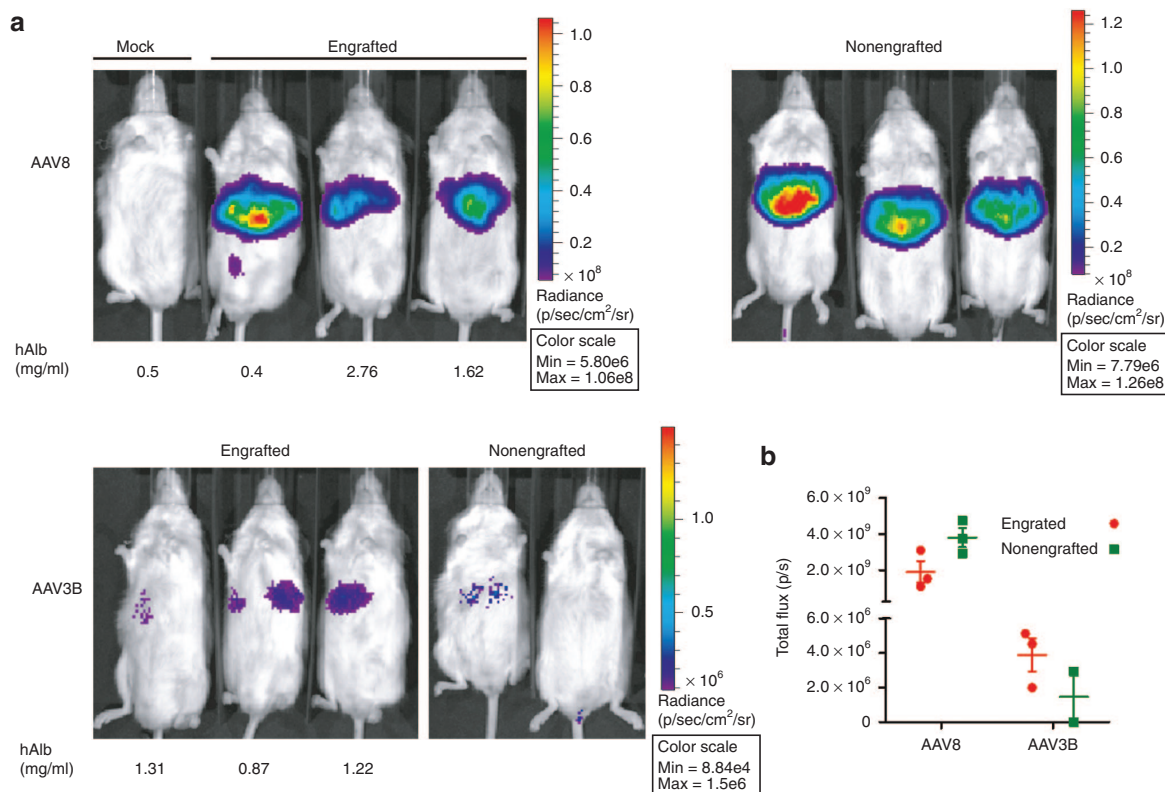 a
Mock
Engrafted
Nonengrafted
AAV8
1.0
0.8
0.6
0.4
0.2
× 10⁸
Radiance
(p/sec/cm²/sr)
Color scale
Min = 5.80e6
Max = 1.06e8
1.2
1.0
0.8
0.6
0.4
0.2
× 10⁸
Radiance
(p/sec/cm²/sr)
Color scale
Min = 7.79e6
Max = 1.26e8
hAlb
(mg/ml)
0.5 0.4 2.76 1.62
Engrafted
Nonengrafted
AAV3B
1.0
0.5
× 10⁶
Radiance
(p/sec/cm²/sr)
Color scale
Min = 8.84e4
Max = 1.5e6
hAlb
(mg/ml)
1.31 0.87 1.22
b
Total flux (p/s)
6.0 × 10⁹
4.0 × 10⁹
2.0 × 10⁹
6.0 × 10⁶
4.0 × 10⁶
2.0 × 10⁶
0
Engrated
Nonengrafted
AAV8 AAV3B